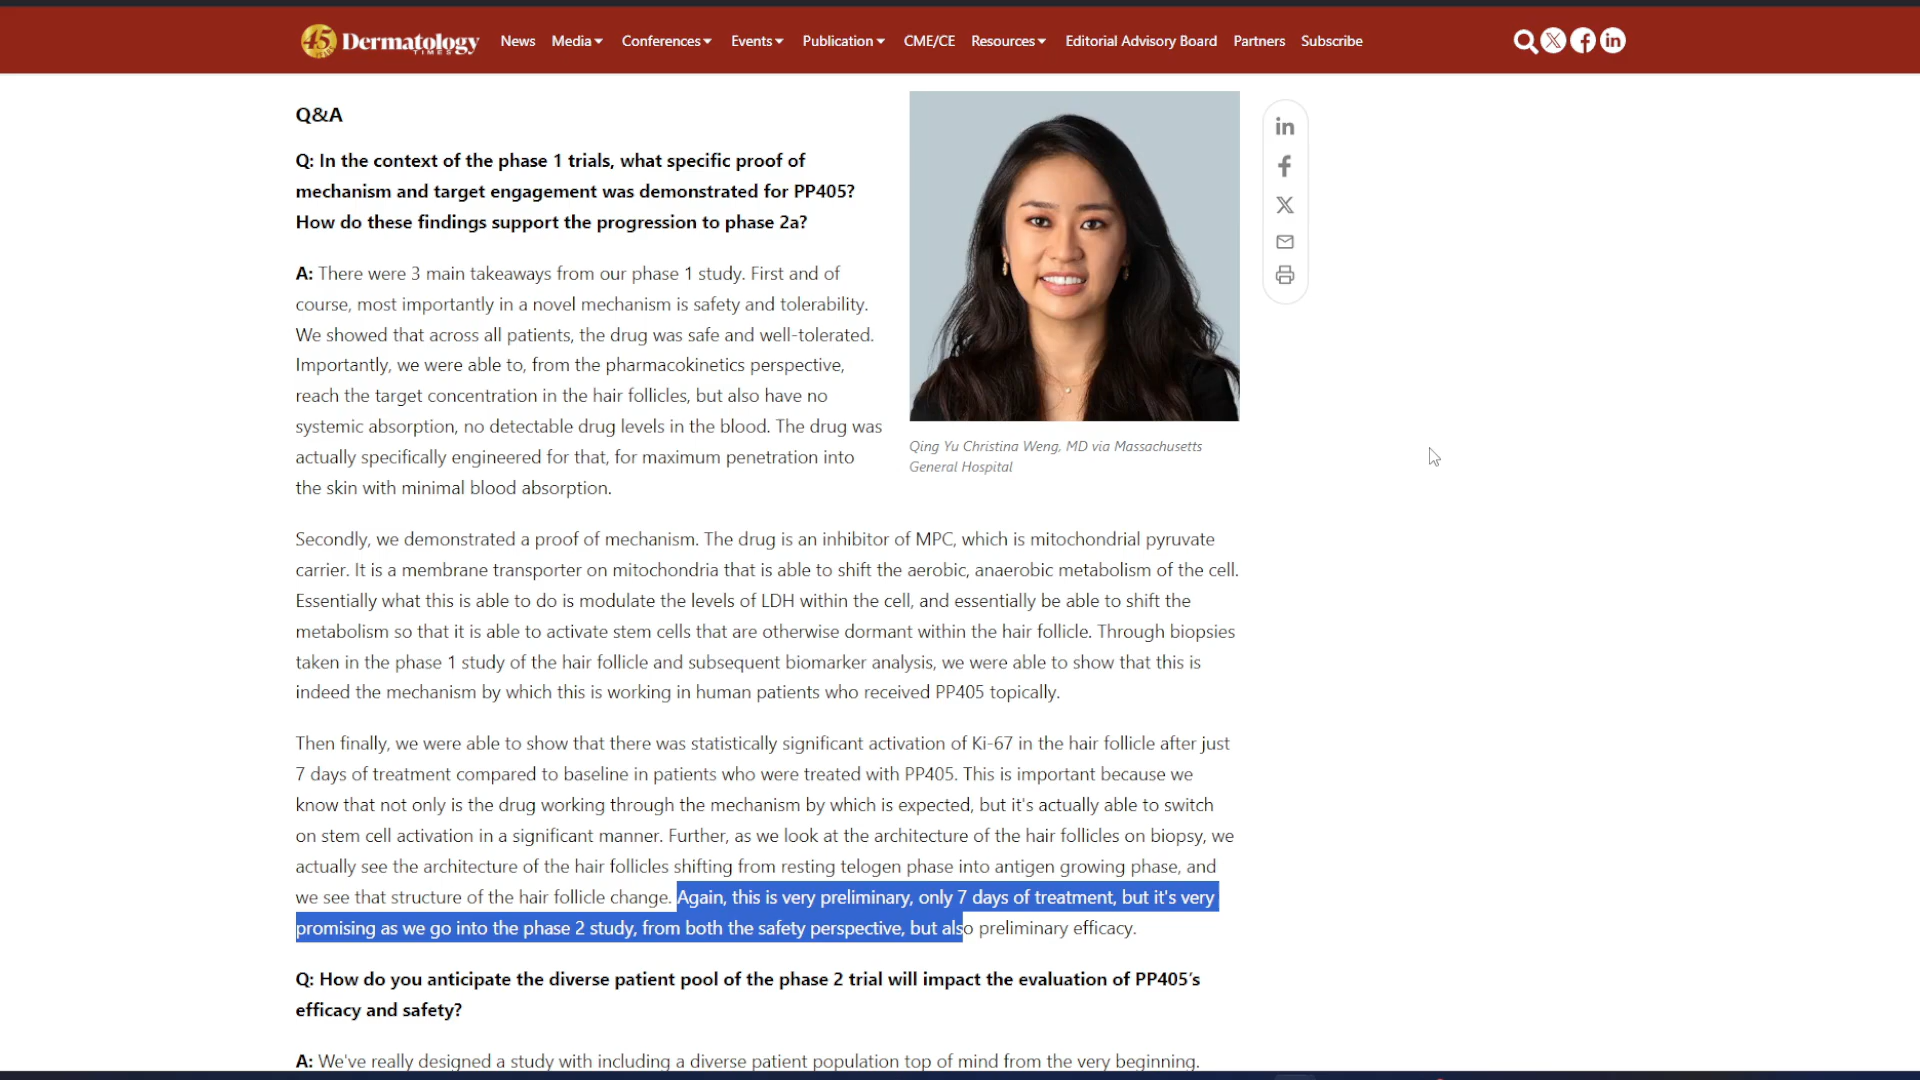 45 Dermatology TIMES News Media Conferences Events Publication CME/CE Resources Editorial Advisory Board Partners Subscribe
Q&A
Q: In the context of the phase 1 trials, what specific proof of
mechanism and target engagement was demonstrated for PP405?
How do these findings support the progression to phase 2a?
A: There were 3 main takeaways from our phase 1 study. First and of
course, most importantly in a novel mechanism is safety and tolerability.
We showed that across all patients, the drug was safe and well-tolerated.
Importantly, we were able to, from the pharmacokinetics perspective,
reach the target concentration in the hair follicles, but also have no
systemic absorption, no detectable drug levels in the blood. The drug was
actually specifically engineered for that, for maximum penetration into
the skin with minimal blood absorption.
Qing Yu Christina Weng, MD via Massachusetts
General Hospital
Secondly, we demonstrated a proof of mechanism. The drug is an inhibitor of MPC, which is mitochondrial pyruvate
carrier. It is a membrane transporter on mitochondria that is able to shift the aerobic, anaerobic metabolism of the cell.
Essentially what this is able to do is modulate the levels of LDH within the cell, and essentially be able to shift the
metabolism so that it is able to activate stem cells that are otherwise dormant within the hair follicle. Through biopsies
taken in the phase 1 study of the hair follicle and subsequent biomarker analysis, we were able to show that this is
indeed the mechanism by which this is working in human patients who received PP405 topically.
Then finally, we were able to show that there was statistically significant activation of Ki-67 in the hair follicle after just
7 days of treatment compared to baseline in patients who were treated with PP405. This is important because we
know that not only is the drug working through the mechanism by which is expected, but it's actually able to switch
on stem cell activation in a significant manner. Further, as we look at the architecture of the hair follicles on biopsy, we
actually see the architecture of the hair follicles shifting from resting telogen phase into antigen growing phase, and
we see that structure of the hair follicle change. Again, this is very preliminary, only 7 days of treatment, but it's very
promising as we go into the phase 2 study, from both the safety perspective, but also preliminary efficacy.
Q: How do you anticipate the diverse patient pool of the phase 2 trial will impact the evaluation of PP405's
efficacy and safety?
A: We've really designed a study with including a diverse patient population top of mind from the very beginning.